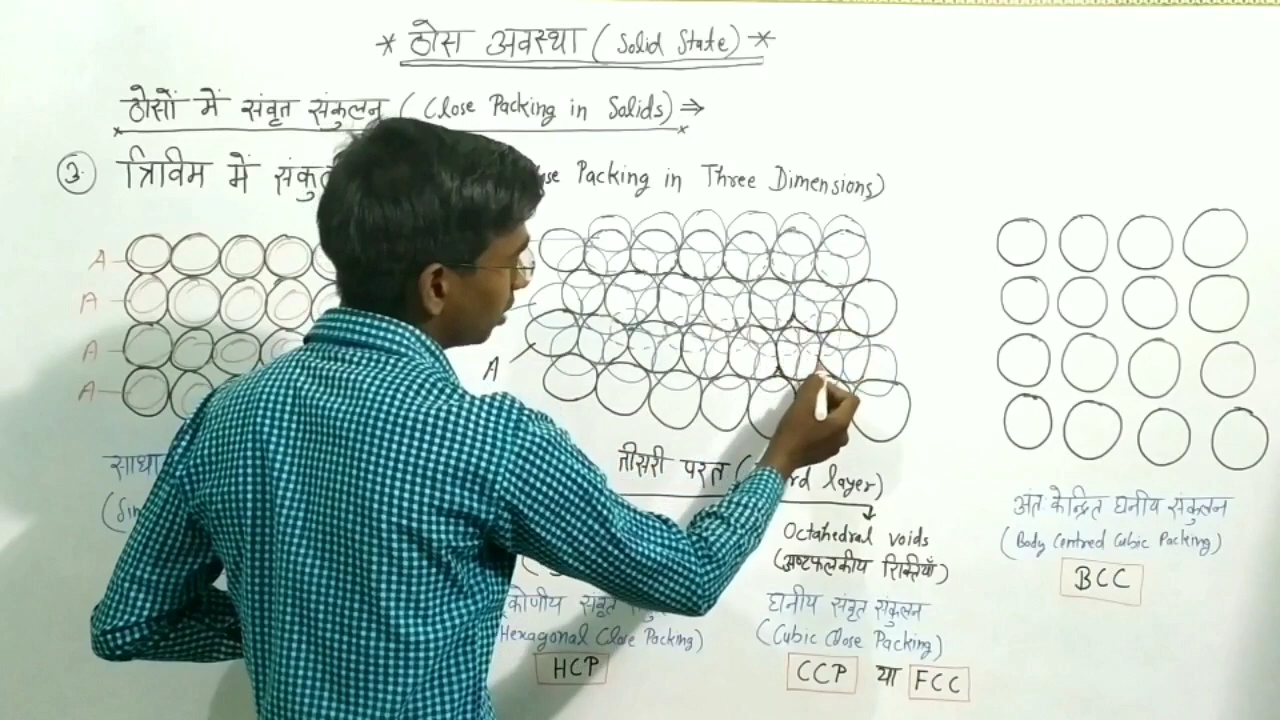 * ठोस अवस्था (Solid State) *
ठोसों में संवृत संकुलन (Close Packing in Solids) ⇒
3. त्रिविम में Packing in Three Dimensions)
A
A
A
A
A
तीसरी परत layer)
Octahedral voids
(अष्टफलकीय रिक्तियाँ)
संवृत
Hexagonal Close Packing)
HCP
घनीय संवृत संकुलन
(Cubic Close Packing)
CCP या FCC
अंतः केन्द्रित घनीय संकुलन
(Body Centred Cubic Packing)
BCC